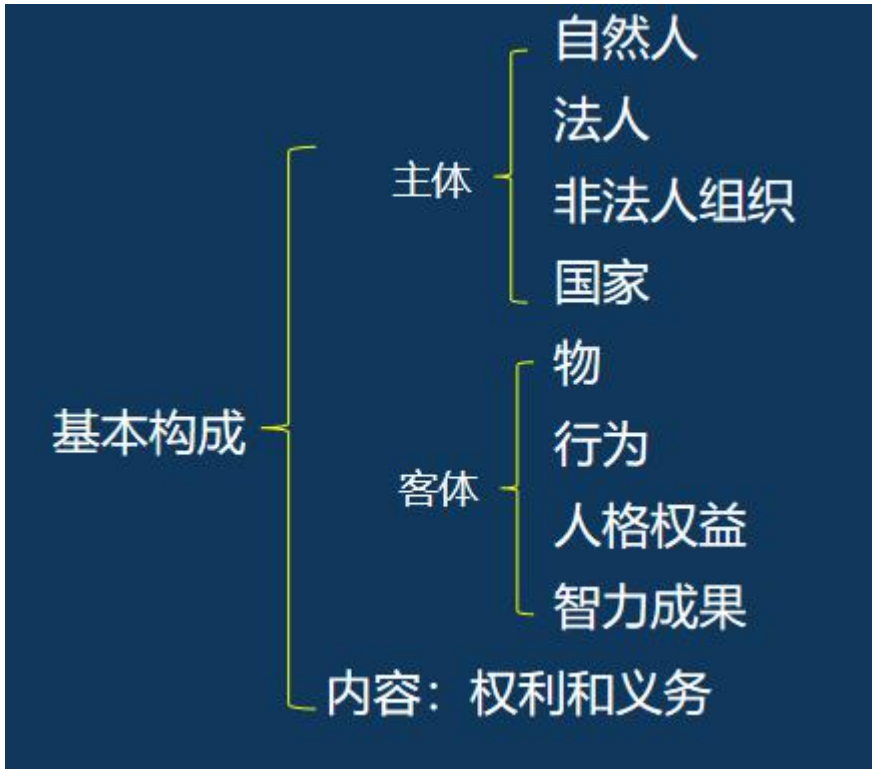 自然人
法人
主体
非法人组织
国家
物
基本构成
行为
客体
人格权益
智力成果
内容：权利和义务